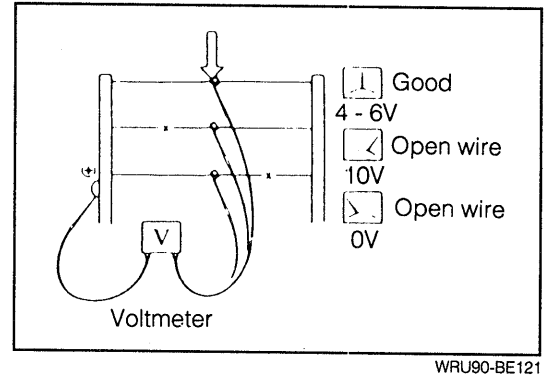 Good
4 - 6V
Open wire
10V
(+)
Open wire
V
0V
Voltmeter
WRU90-BE121